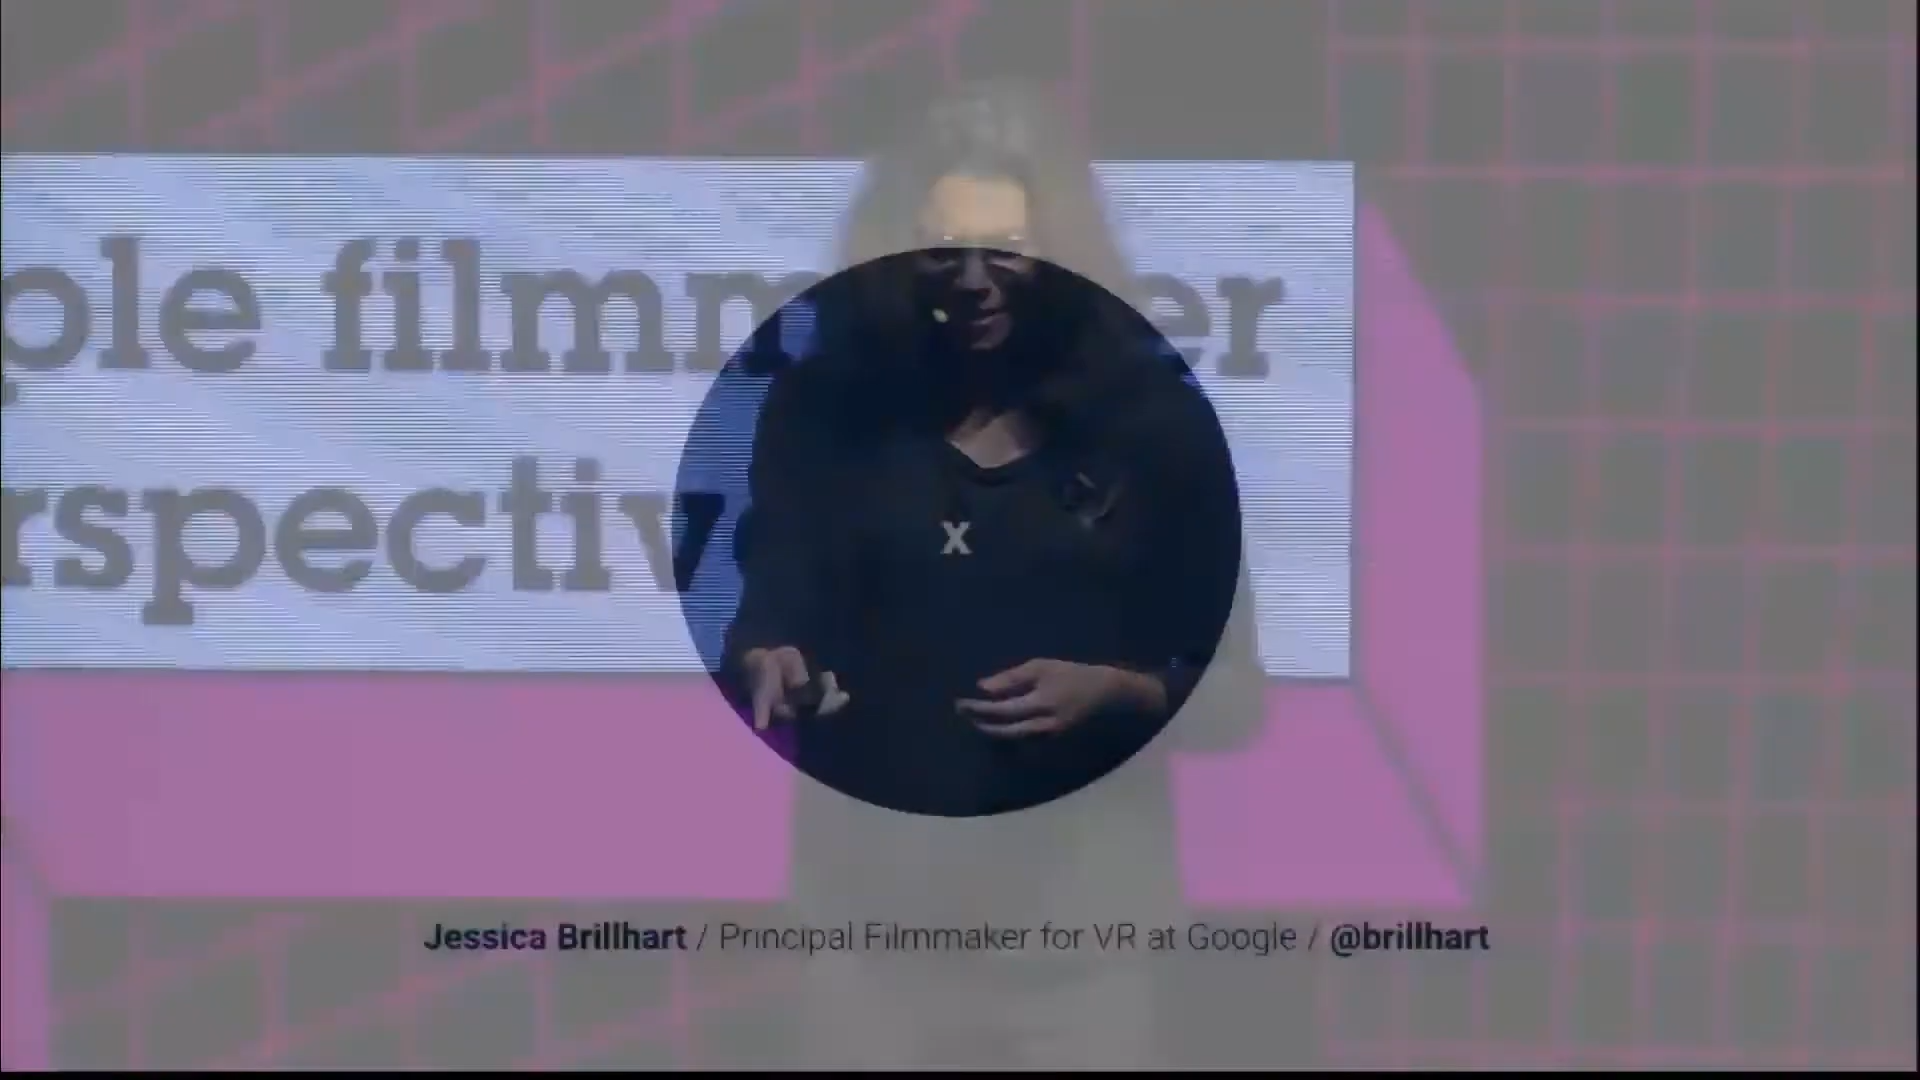 ple filmm er
rspectiv
x
Jessica Brillhart / Principal Filmmaker for VR at Google / @brillhart